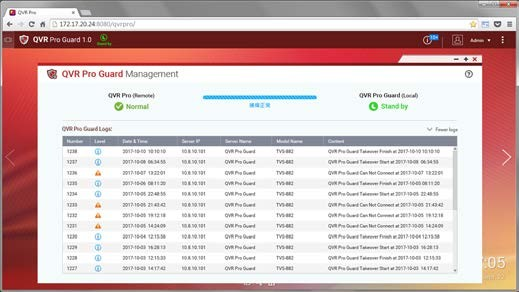 QVR Pro
172.17.20.24:8080/qvrpro/
QVR Pro Guard 1.0
Stand by
10+
Admin
QVR Pro Guard Management
QVR Pro (Remote)
Normal
連線正常
QVR Pro Guard (Local)
Stand by
QVR Pro Guard Logs:
Fewer logs
Number Level Date & Time Server IP Server Name Model Name Content
1238 2017-10-10 10:10:10 10.8.10.101 QVR Pro Guard TVS-882 QVR Pro Guard Takeover Finish at 2017-10-10 10:10:10
1237 2017-10-08 06:34:55 10.8.10.101 QVR Pro Guard TVS-882 QVR Pro Guard Takeover Start at 2017-10-08 06:34:55
1236 2017-10-07 13:22:01 10.8.10.101 QVR Pro Guard TVS-882 QVR Pro Guard Can Not Connect at 2017-10-07 13:22:01
1235 2017-10-06 08:11:20 10.8.10.101 QVR Pro Guard TVS-882 QVR Pro Guard Takeover Finish at 2017-10-05 08:11:20
1234 2017-10-05 22:48:55 10.8.10.101 QVR Pro Guard TVS-882 QVR Pro Guard Takeover Start at 2017-10-05 22:48:55
1233 2017-10-05 21:43:42 10.8.10.101 QVR Pro Guard TVS-882 QVR Pro Guard Can Not Connect at 2017-10-05 21:43:42
1232 2017-10-05 19:12:18 10.8.10.101 QVR Pro Guard TVS-882 QVR Pro Guard Can Not Connect at 2017-10-05 19:12:18
1231 2017-10-05 14:24:09 10.8.10.101 QVR Pro Guard TVS-882 QVR Pro Guard Can Not Connect at 2017-10-05 14:24:09
1230 2017-10-04 12:15:58 10.8.10.101 QVR Pro Guard TVS-882 QVR Pro Guard Takeover Finish at 2017-10-04 12:15:58
1229 2017-10-03 16:28:13 10.8.10.101 QVR Pro Guard TVS-882 QVR Pro Guard Takeover Start at 2017-10-03 16:28:13
1228 2017-10-03 12:15:33 10.8.10.101 QVR Pro Guard TVS-882 QVR Pro Guard Takeover Finish at 2017-10-03 12:15:33
1227 2017-10-03 14:17:42 10.8.10.101 QVR Pro Guard TVS-882 QVR Pro Guard Takeover Start at 2017-10-03 14:17:42
:05